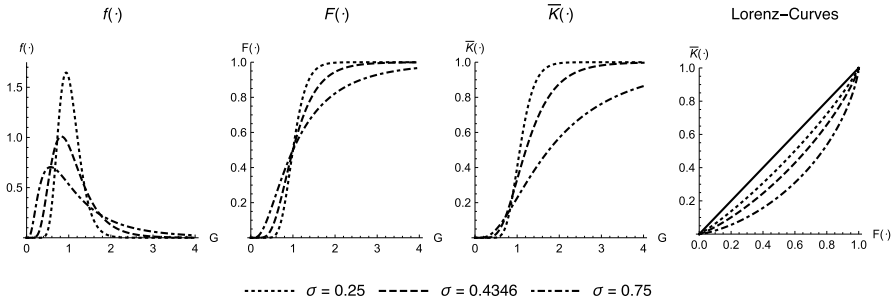 f(·)
F(·)
K̅(·)
Lorenz–Curves
f(·)
1.5
1.0
0.5
0
1
2
3
4
G
F(·)
1.0
0.8
0.6
0.4
0.2
0
1
2
3
4
G
K̅(·)
1.0
0.8
0.6
0.4
0.2
0
1
2
3
4
G
K̅(·)
1.0
0.8
0.6
0.4
0.2
0.0
0.2
0.4
0.6
0.8
1.0
F(·)
σ = 0.25
σ = 0.4346
σ = 0.75